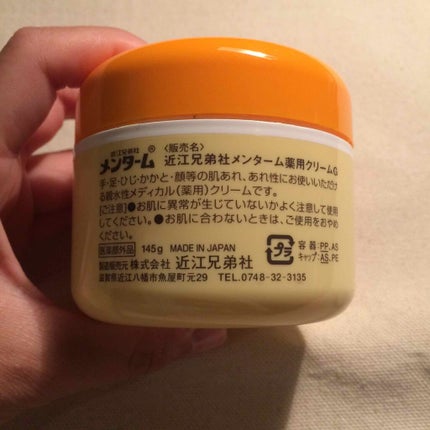 近江兄弟社
メンターム®
〈販売名〉
近江兄弟社メンターム薬用クリームG
手・足・ひじ・かかと・顔等の肌あれ、あれ性にお使いいただけ
る親水性メディカル(薬用)クリームです。
[ご注意]●お肌に異常が生じていないかよく注意して使用
してください。●お肌に合わないときは、ご使用をおやめ
ください。
医薬部外品 145g MADE IN JAPAN
製造販売元 株式会社 近江兄弟社
滋賀県近江八幡市魚屋町元29 TEL.0748-32-3135
プラ
容器:PP,AS
キャップ:AS,PE